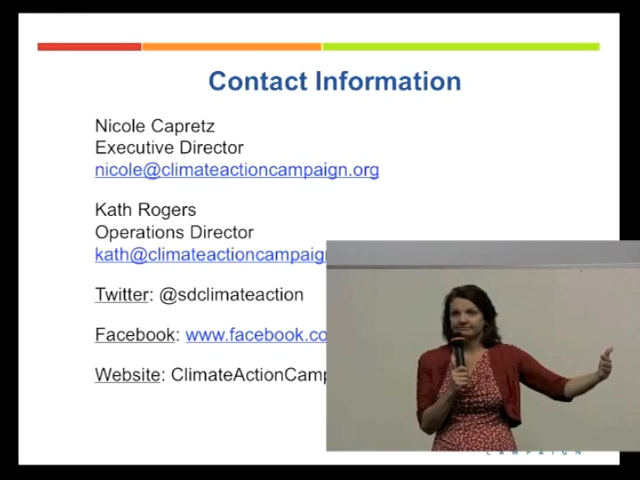 Contact Information
Nicole Capretz
Executive Director
nicole@climateactioncampaign.org
Kath Rogers
Operations Director
kath@climateactioncampaign
Twitter: @sdclimateaction
Facebook: www.facebook.co
Website: ClimateActionCamp
CAMPAIGN